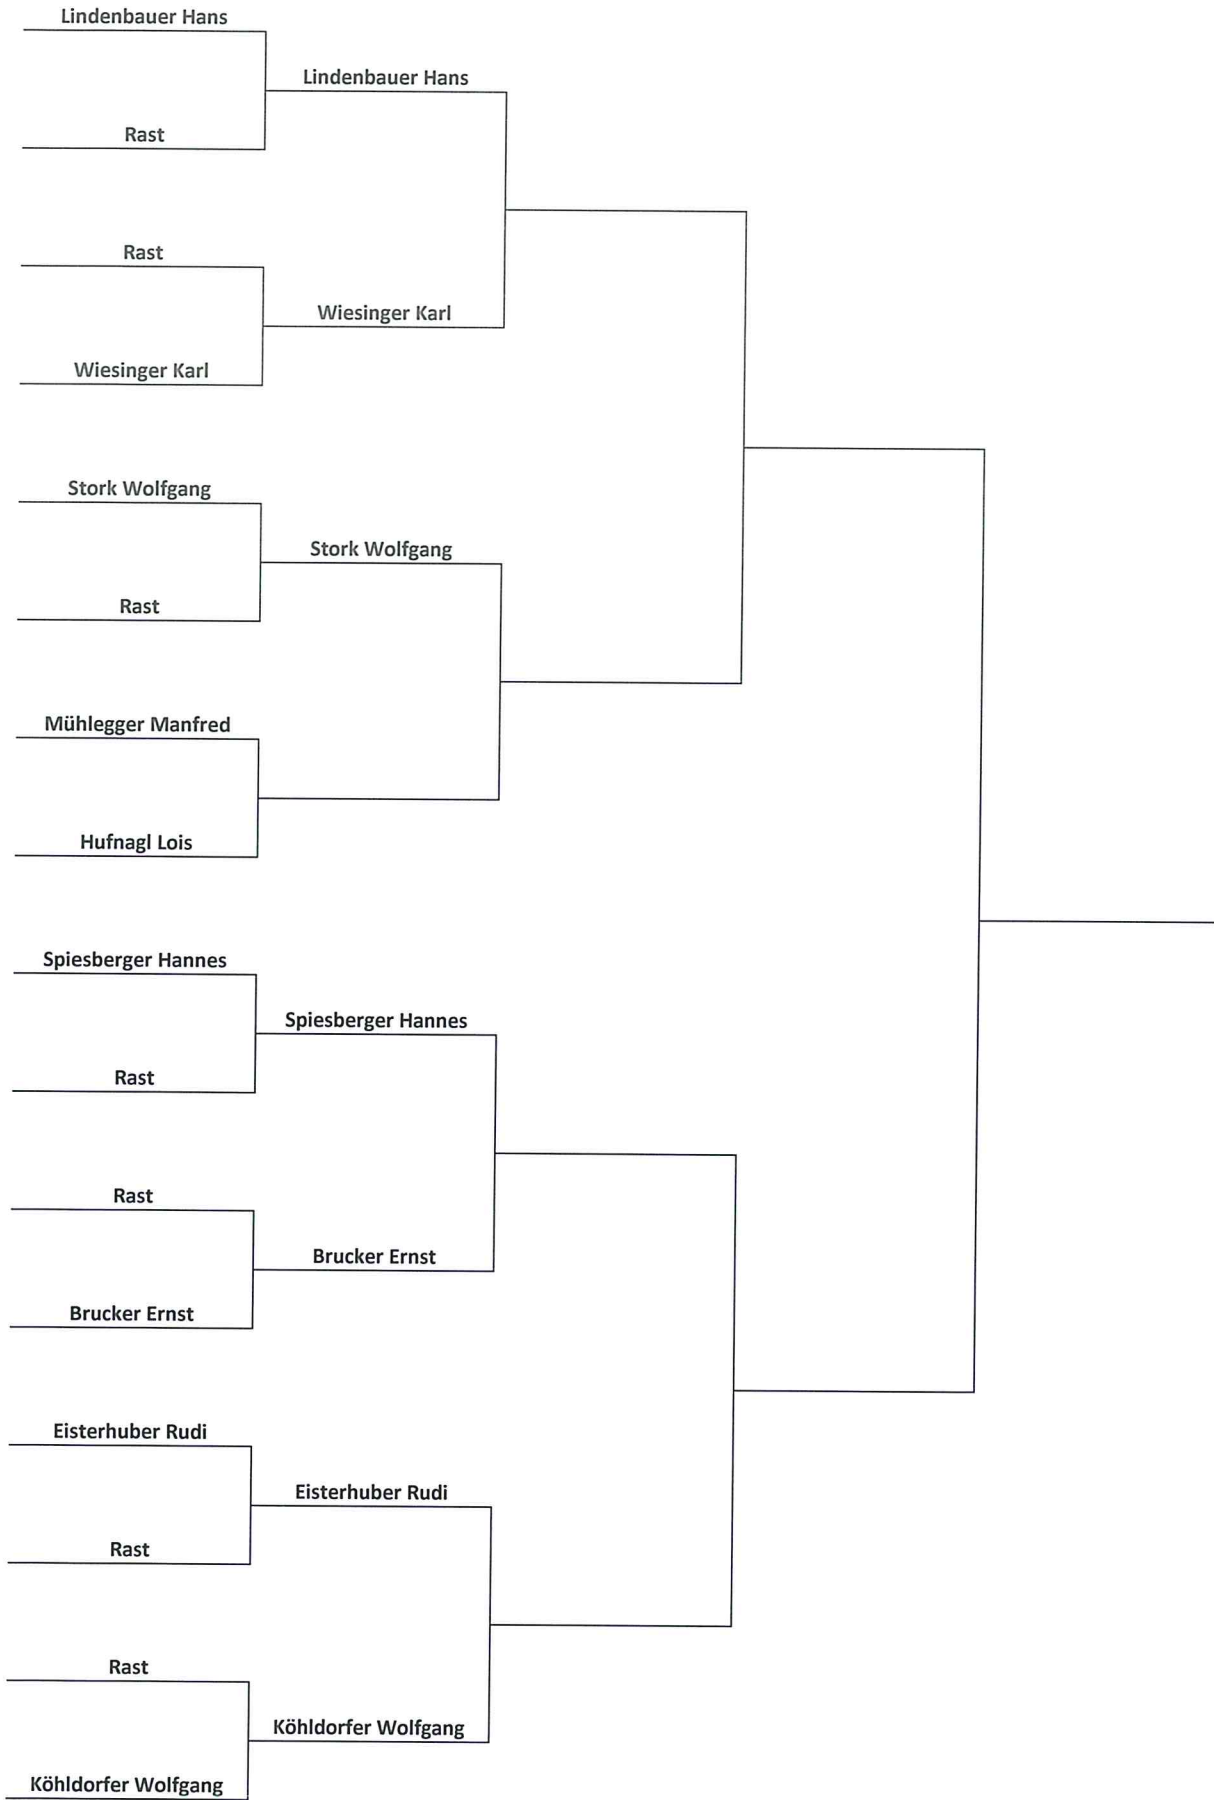 Lindenbauer Hans
Lindenbauer Hans
Rast
Rast
Wiesinger Karl
Wiesinger Karl
Stork Wolfgang
Stork Wolfgang
Rast
Mühlegger Manfred
Hufnagl Lois
Spiesberger Hannes
Spiesberger Hannes
Rast
Rast
Brucker Ernst
Brucker Ernst
Eisterhuber Rudi
Eisterhuber Rudi
Rast
Rast
Köhldorfer Wolfgang
Köhldorfer Wolfgang